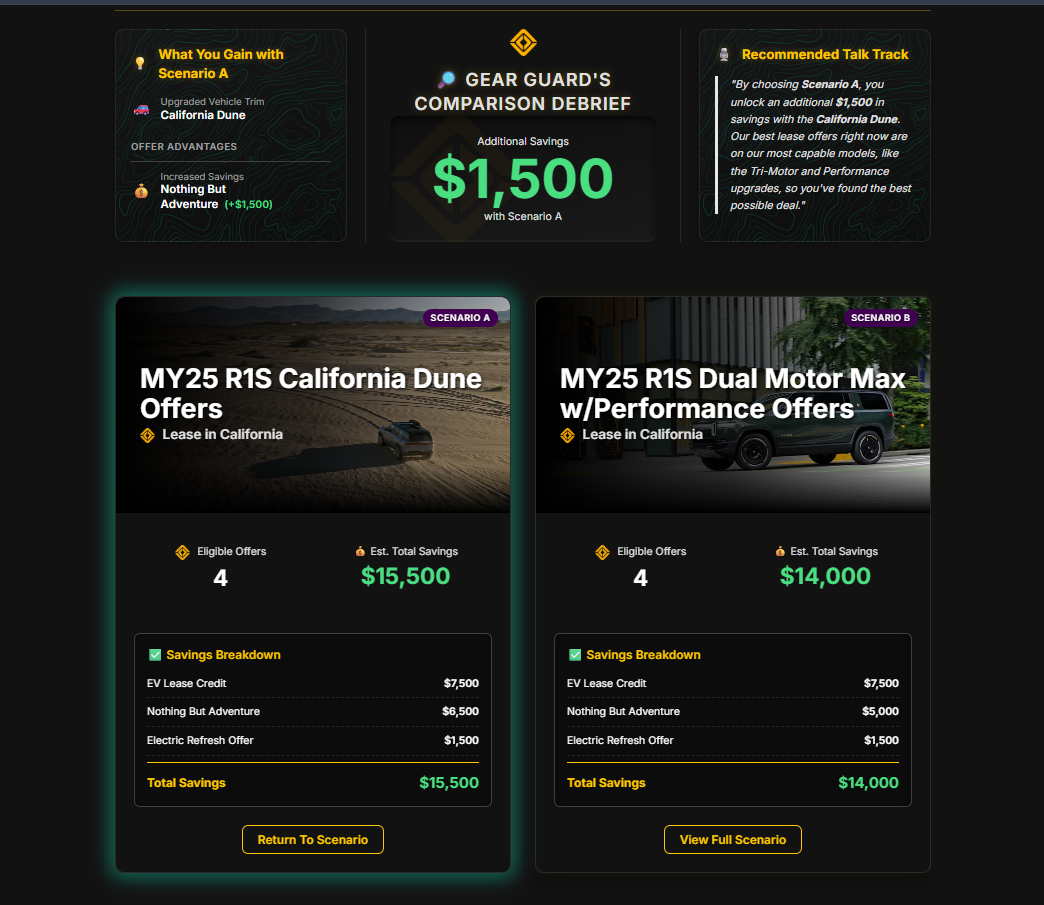 What You Gain with
Scenario A
Upgraded Vehicle Trim
California Dune
OFFER ADVANTAGES
Increased Savings
Nothing But
Adventure (+$1,500)
GEAR GUARD'S
COMPARISON DEBRIEF
Additional Savings
$1,500
with Scenario A
Recommended Talk Track
"By choosing Scenario A, you
unlock an additional $1,500 in
savings with the California Dune.
Our best lease offers right now are
on our most capable models, like
the Tri-Motor and Performance
upgrades, so you've found the best
possible deal."
SCENARIO A
MY25 R1S California Dune
Offers
Lease in California
Eligible Offers
4
Est. Total Savings
$15,500
Savings Breakdown
EV Lease Credit $7,500
Nothing But Adventure $6,500
Electric Refresh Offer $1,500
Total Savings $15,500
Return To Scenario
SCENARIO B
MY25 R1S Dual Motor Max
w/Performance Offers
Lease in California
Eligible Offers
4
Est. Total Savings
$14,000
Savings Breakdown
EV Lease Credit $7,500
Nothing But Adventure $5,000
Electric Refresh Offer $1,500
Total Savings $14,000
View Full Scenario